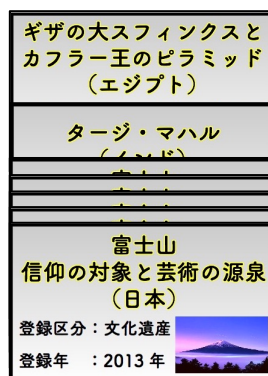 ギザの大スフィンクスと
カフラー王のピラミッド
（エジプト）
タージ・マハル
富士山
信仰の対象と芸術の源泉
（日本）
登録区分：文化遺産
登録年　：2013 年